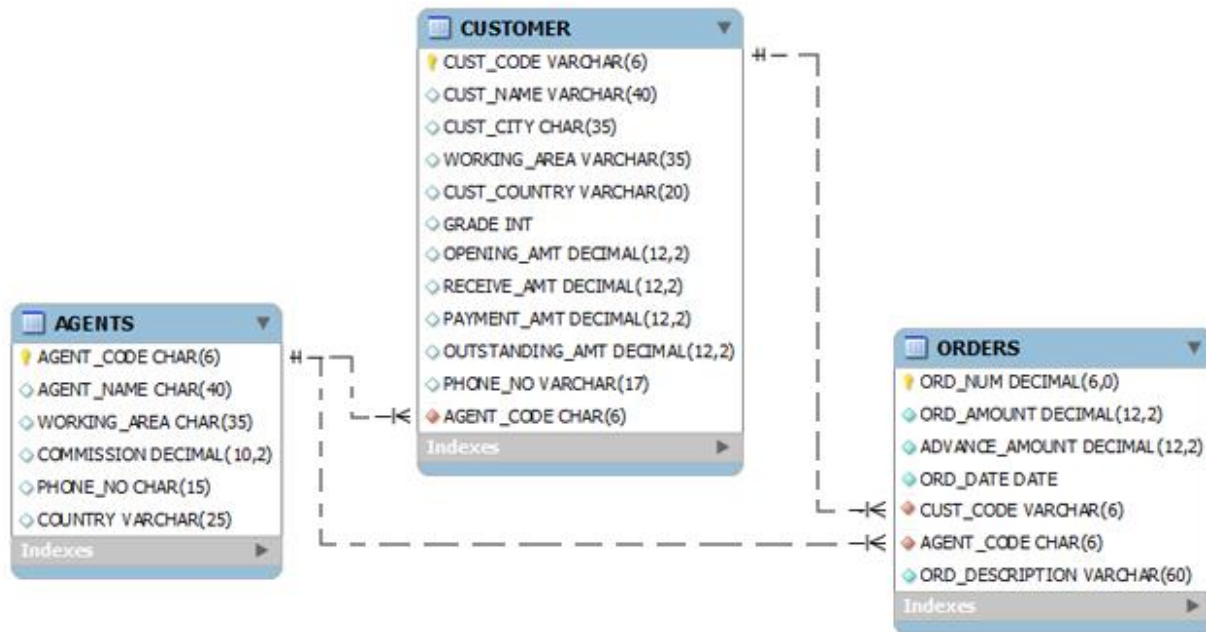 CUSTOMER
CUST_CODE VARCHAR(6)
CUST_NAME VARCHAR(40)
CUST_CITY CHAR(35)
WORKING_AREA VARCHAR(35)
CUST_COUNTRY VARCHAR(20)
GRADE INT
OPENING_AMT DECIMAL(12,2)
RECEIVE_AMT DECIMAL(12,2)
PAYMENT_AMT DECIMAL(12,2)
OUTSTANDING_AMT DECIMAL(12,2)
PHONE_NO VARCHAR(17)
AGENT_CODE CHAR(6)
Indexes
AGENTS
AGENT_CODE CHAR(6)
AGENT_NAME CHAR(40)
WORKING_AREA CHAR(35)
COMMISSION DECIMAL(10,2)
PHONE_NO CHAR(15)
COUNTRY VARCHAR(25)
Indexes
ORDERS
ORD_NUM DECIMAL(6,0)
ORD_AMOUNT DECIMAL(12,2)
ADVANCE_AMOUNT DECIMAL(12,2)
ORD_DATE DATE
CUST_CODE VARCHAR(6)
AGENT_CODE CHAR(6)
ORD_DESCRIPTION VARCHAR(60)
Indexes